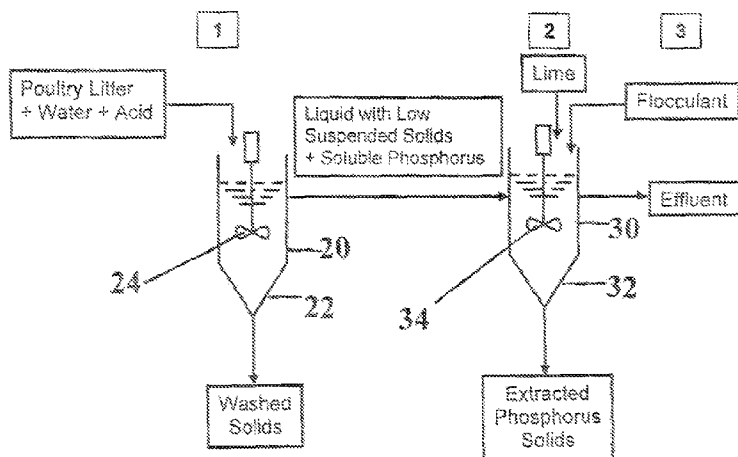 1
2
3
Poultry Litter
+ Water + Acid
Lime
Flocculant
Liquid with Low
Suspended Solids
+ Soluble Phosphorus
Effluent
24
20
22
34
30
32
Washed
Solids
Extracted
Phosphorus
Solids